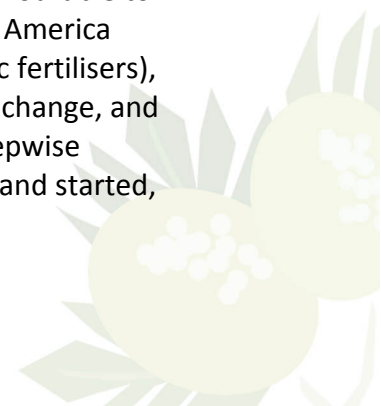 America
c fertilisers),
change, and
epwise
and started,